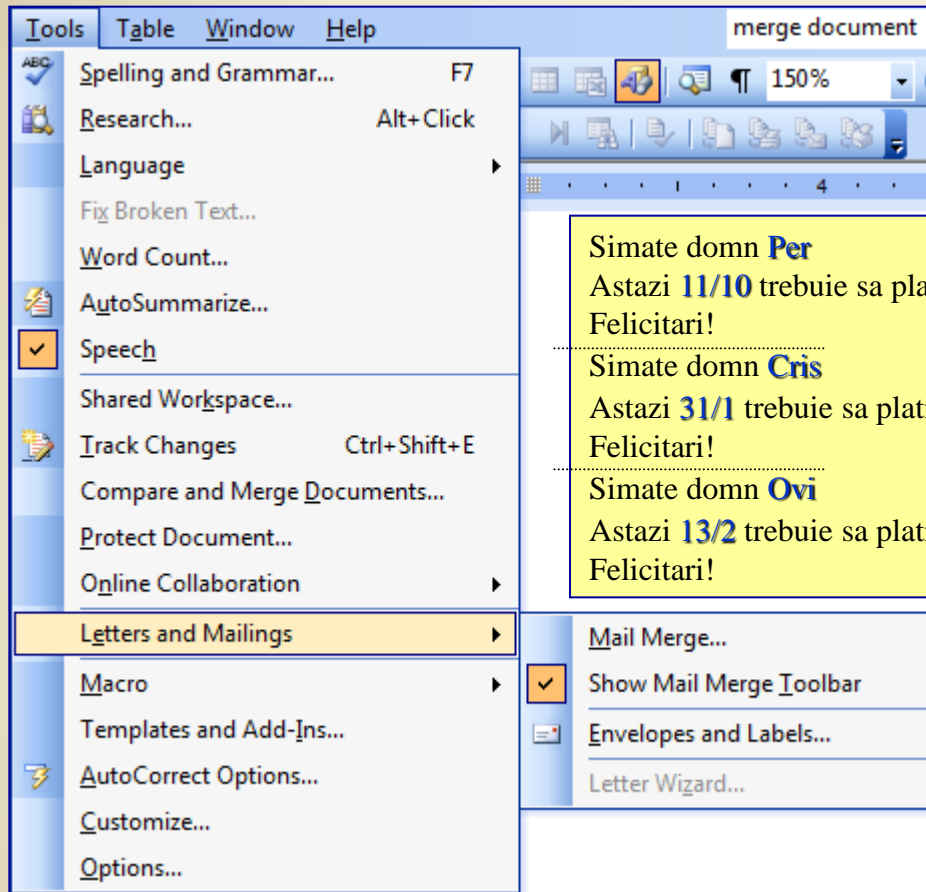 Tools Table Window Help merge document
Spelling and Grammar... F7
150%
Research... Alt+Click
Language
4
Fix Broken Text...
Word Count...
AutoSummarize...
Speech
Shared Workspace...
Track Changes Ctrl+Shift+E
Compare and Merge Documents...
Protect Document...
Online Collaboration
Letters and Mailings
Macro
Templates and Add-Ins...
AutoCorrect Options...
Customize...
Options...
Simate domn Per
Astazi 11/10 trebuie sa pla
Felicitari!
Simate domn Cris
Astazi 31/1 trebuie sa plat
Felicitari!
Simate domn Ovi
Astazi 13/2 trebuie sa plat
Felicitari!
Mail Merge...
Show Mail Merge Toolbar
Envelopes and Labels...
Letter Wizard...